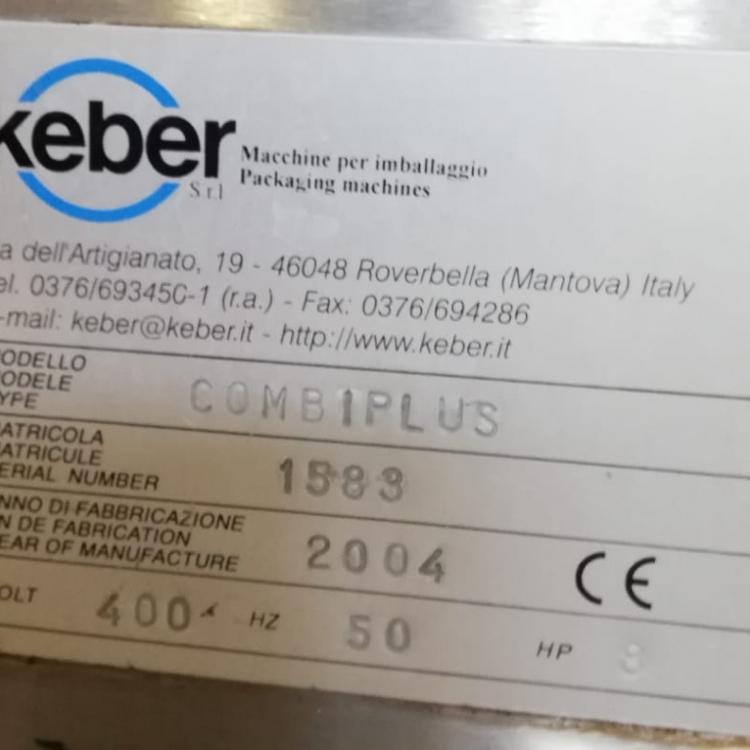 keber
S.r.l
Macchine per imballaggio
Packaging machines
a dell'Artigianato, 19 - 46048 Roverbella (Mantova) Italy
el. 0376/693450-1 (r.a.) - Fax: 0376/694286
-mail: keber@keber.it - http://www.keber.it
ODELLO
ODELE
YPE
COMBIPLUS
ATRICOLA
ATRICULE
ERIAL NUMBER
1583
NNO DI FABBRICAZIONE
N DE FABRICATION
EAR OF MANUFACTURE
2004
CE
OLT 400 HZ 50 HP